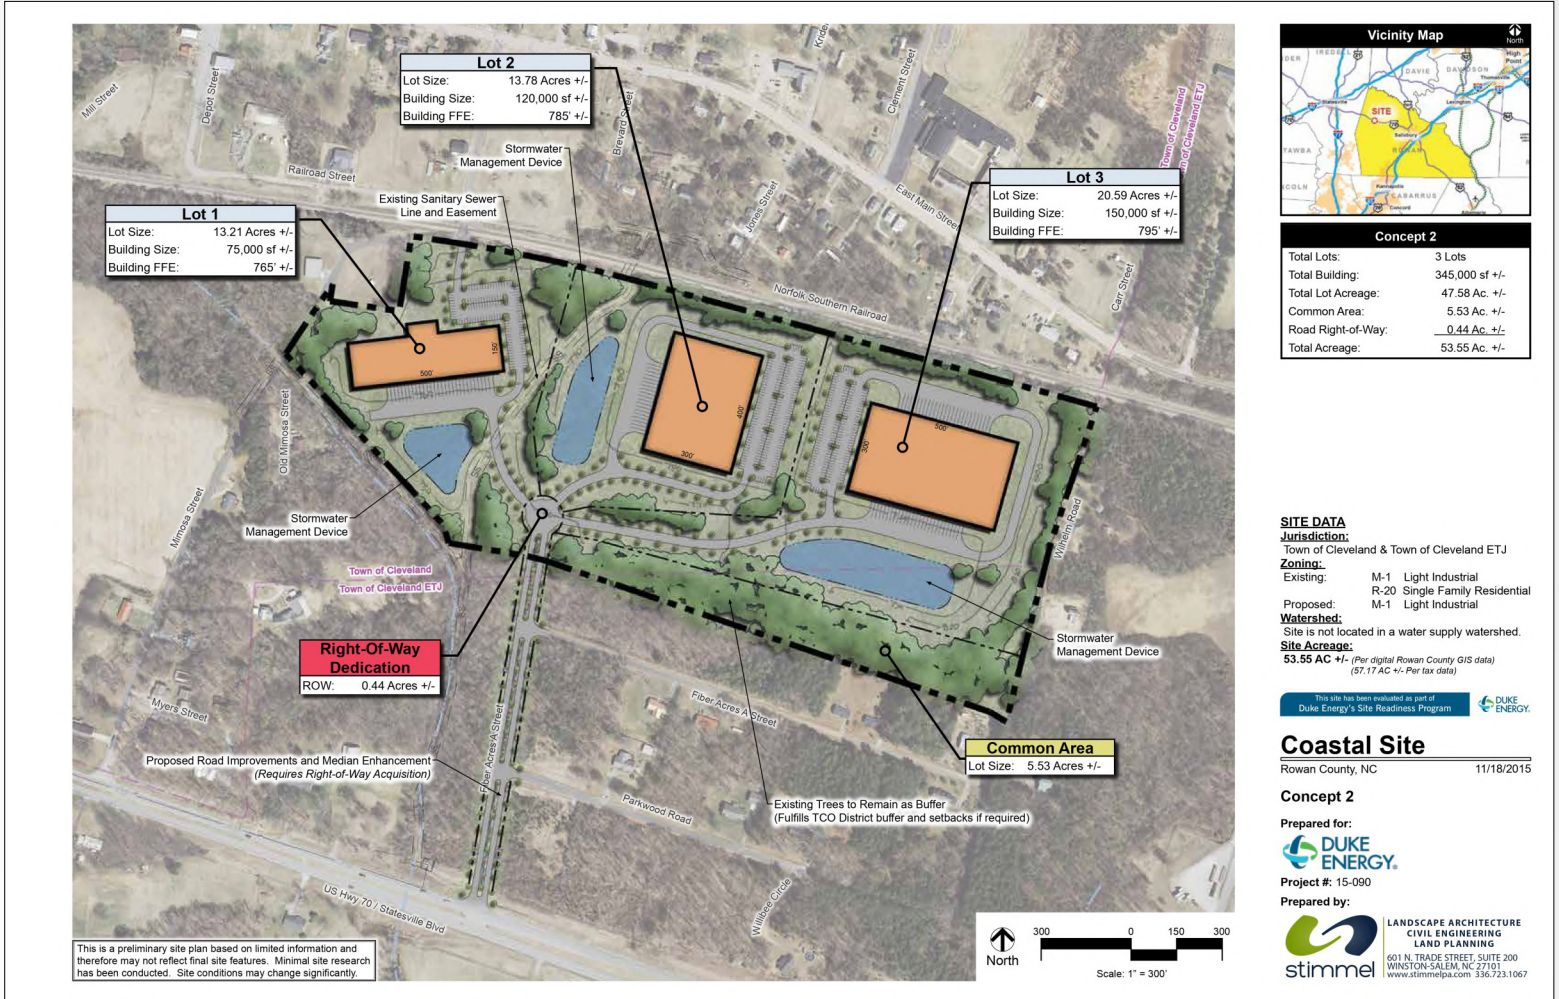 Mill Street
Depot Street
Railroad Street
Brevard Street
Clement Street
Jones Street
East Main Street
Carr Street
Town of Cleveland
Lot 2
Lot Size: 13.78 Acres +/-
Building Size: 120,000 sf +/-
Building FFE: 785' +/-
Stormwater
Management Device
Existing Sanitary Sewer
Line and Easement
Lot 1
Lot Size: 13.21 Acres +/-
Building Size: 75,000 sf +/-
Building FFE: 765' +/-
Lot 3
Lot Size: 20.59 Acres +/-
Building Size: 150,000 sf +/-
Building FFE: 795' +/-
Norfolk Southern Railroad
150'
500'
400'
300'
500'
300'
Old Mimosa Street
Mimosa Street
Stormwater
Management Device
Town of Cleveland
Town of Cleveland ETJ
Wilhelm Road
Right-Of-Way
Dedication
ROW: 0.44 Acres +/-
Stormwater
Management Device
Myers Street
Fiber Acres A Street
Fiber Acres A Street
Common Area
Lot Size: 5.53 Acres +/-
Proposed Road Improvements and Median Enhancement
(Requires Right-of-Way Acquisition)
Parkwood Road
Existing Trees to Remain as Buffer
(Fulfills TCO District buffer and setbacks if required)
US Hwy 70 / Statesville Blvd
Willibee Circle
This is a preliminary site plan based on limited information and
therefore may not reflect final site features. Minimal site research
has been conducted. Site conditions may change significantly.
North
300 0 150 300
Scale: 1" = 300'
Vicinity Map
North
IREDELL
DAVIE
DAVIDSON
High
Point
Thomasville
Statesville
Lexington
SITE
Salisbury
ROWAN
Kannapolis
CABARRUS
Concord
Albemarle
Concept 2
Total Lots: 3 Lots
Total Building: 345,000 sf +/-
Total Lot Acreage: 47.58 Ac. +/-
Common Area: 5.53 Ac. +/-
Road Right-of-Way: 0.44 Ac. +/-
Total Acreage: 53.55 Ac. +/-
SITE DATA
Jurisdiction:
Town of Cleveland & Town of Cleveland ETJ
Zoning:
Existing: M-1 Light Industrial
R-20 Single Family Residential
Proposed: M-1 Light Industrial
Watershed:
Site is not located in a water supply watershed.
Site Acreage:
53.55 AC +/- (Per digital Rowan County GIS data)
(57.17 AC +/- Per tax data)
This site has been evaluated as part of
Duke Energy's Site Readiness Program
DUKE
ENERGY.
Coastal Site
Rowan County, NC 11/18/2015
Concept 2
Prepared for:
DUKE
ENERGY®
Project #: 15-090
Prepared by:
stimmel
LANDSCAPE ARCHITECTURE
CIVIL ENGINEERING
LAND PLANNING
601 N. TRADE STREET, SUITE 200
WINSTON-SALEM, NC 27101
www.stimmelpa.com 336.723.1067